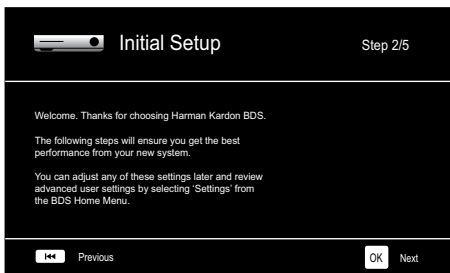 Initial Setup
Step 2/5
Welcome. Thanks for choosing Harman Kardon BDS.
The following steps will ensure you get the best
performance from your new system.
You can adjust any of these settings later and review
advanced user settings by selecting ‘Settings’ from
the BDS Home Menu.
Previous
OK Next